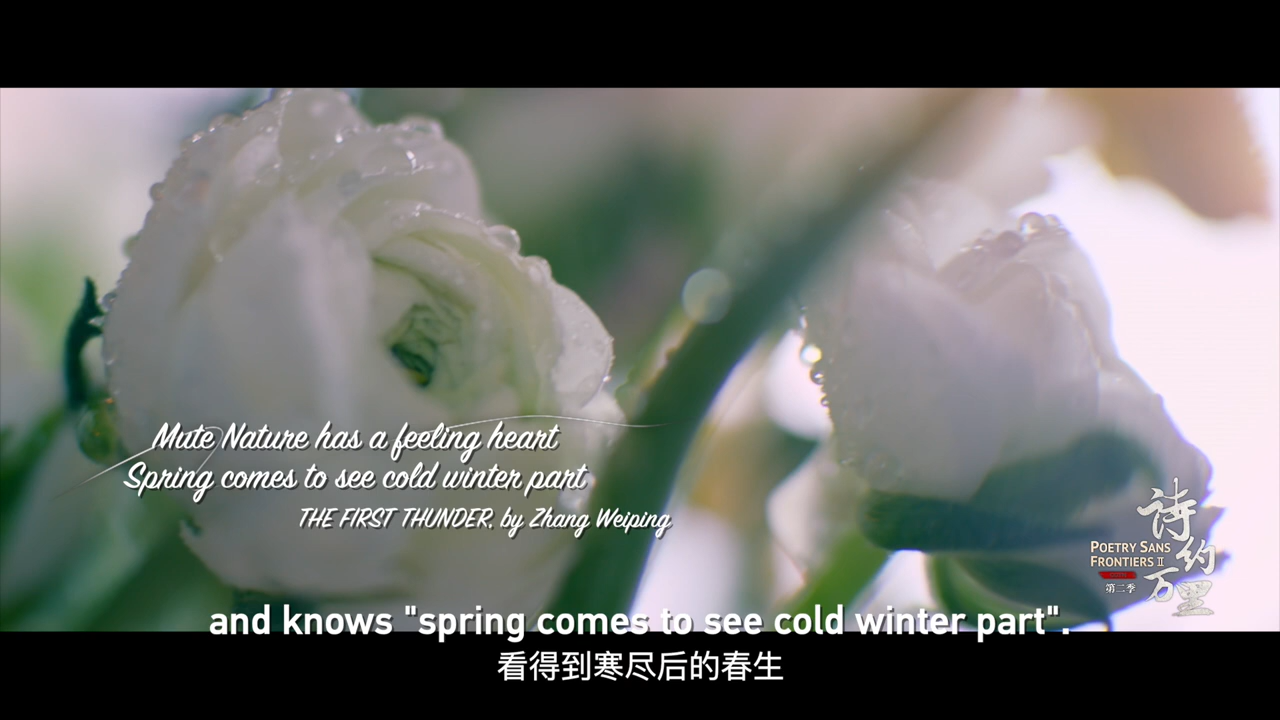 Mute Nature has a feeling heart
Spring comes to see cold winter part
THE FIRST THUNDER, by Zhang Weiping
诗约万里
POETRY SANS
FRONTIERS II
第二季
and knows "spring comes to see cold winter part".
看得到寒尽后的春生